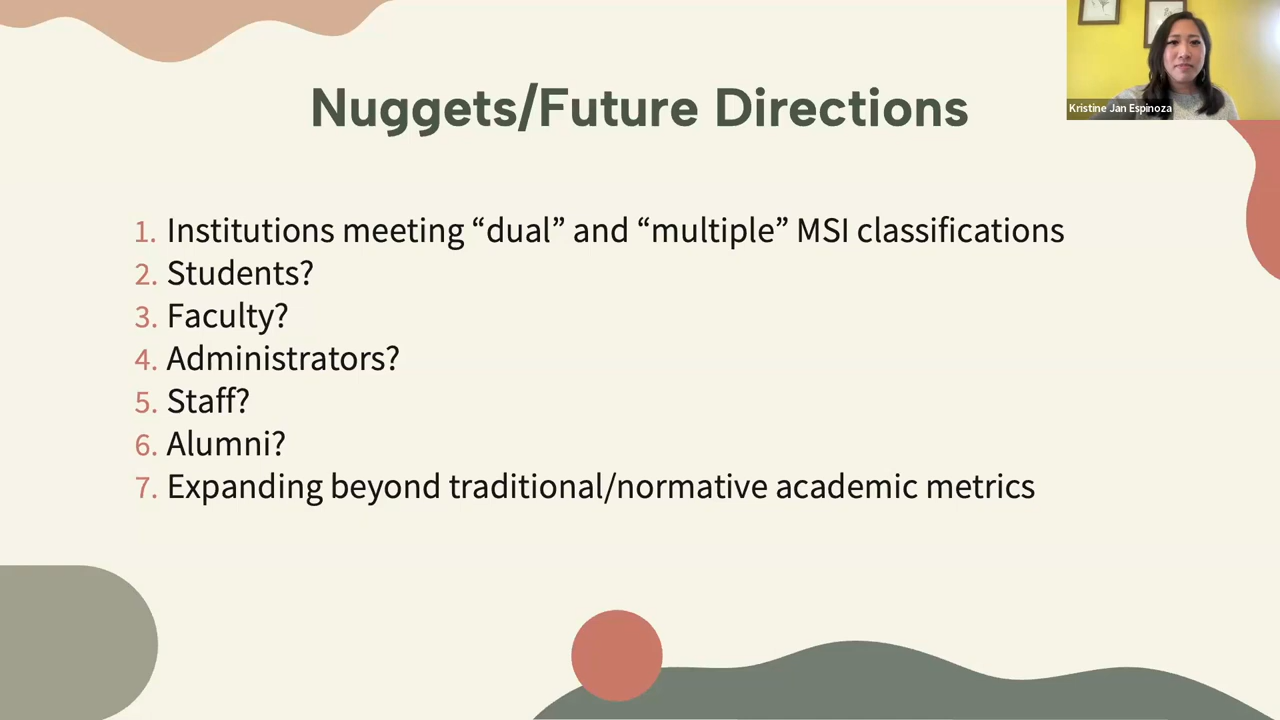 Nuggets/Future Directions
Kristine Jan Espinoza
1. Institutions meeting “dual” and “multiple” MSI classifications
2. Students?
3. Faculty?
4. Administrators?
5. Staff?
6. Alumni?
7. Expanding beyond traditional/normative academic metrics